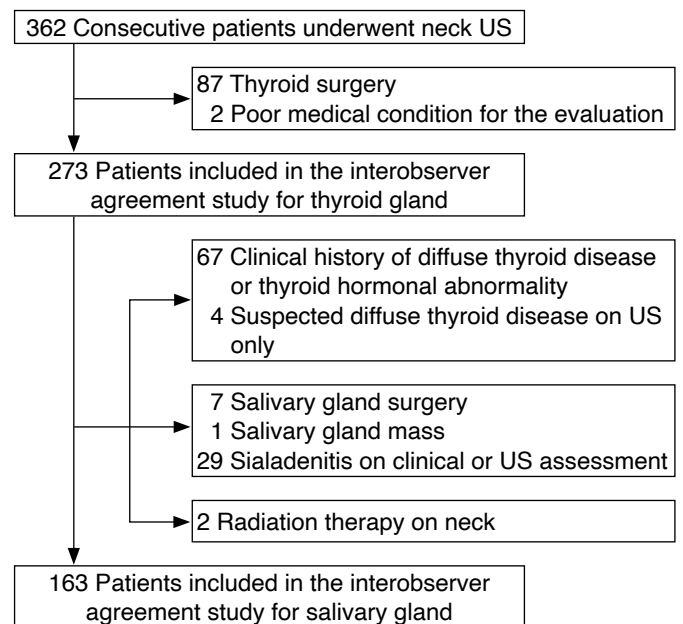 362 Consecutive patients underwent neck US
87 Thyroid surgery
2 Poor medical condition for the evaluation
273 Patients included in the interobserver
agreement study for thyroid gland
67 Clinical history of diffuse thyroid disease
or thyroid hormonal abnormality
4 Suspected diffuse thyroid disease on US
only
7 Salivary gland surgery
1 Salivary gland mass
29 Sialadenitis on clinical or US assessment
2 Radiation therapy on neck
163 Patients included in the interobserver
agreement study for salivary gland